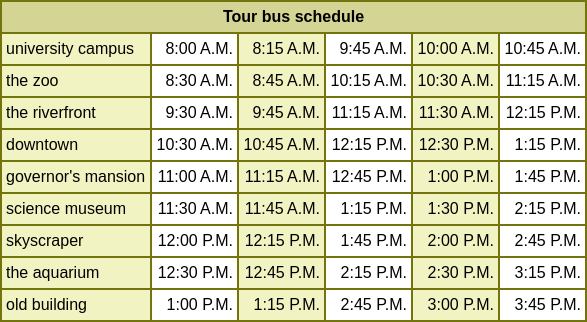 Tour bus schedule
university campus 8:00 A.M. 8:15 A.M. 9:45 A.M. 10:00 A.M. 10:45 A.M.
the zoo 8:30 A.M. 8:45 A.M. 10:15 A.M. 10:30 A.M. 11:15 A.M.
the riverfront 9:30 A.M. 9:45 A.M. 11:15 A.M. 11:30 A.M. 12:15 P.M.
downtown 10:30 A.M. 10:45 A.M. 12:15 P.M. 12:30 P.M. 1:15 P.M.
governor's mansion 11:00 A.M. 11:15 A.M. 12:45 P.M. 1:00 P.M. 1:45 P.M.
science museum 11:30 A.M. 11:45 A.M. 1:15 P.M. 1:30 P.M. 2:15 P.M.
skyscraper 12:00 P.M. 12:15 P.M. 1:45 P.M. 2:00 P.M. 2:45 P.M.
the aquarium 12:30 P.M. 12:45 P.M. 2:15 P.M. 2:30 P.M. 3:15 P.M.
old building 1:00 P.M. 1:15 P.M. 2:45 P.M. 3:00 P.M. 3:45 P.M.